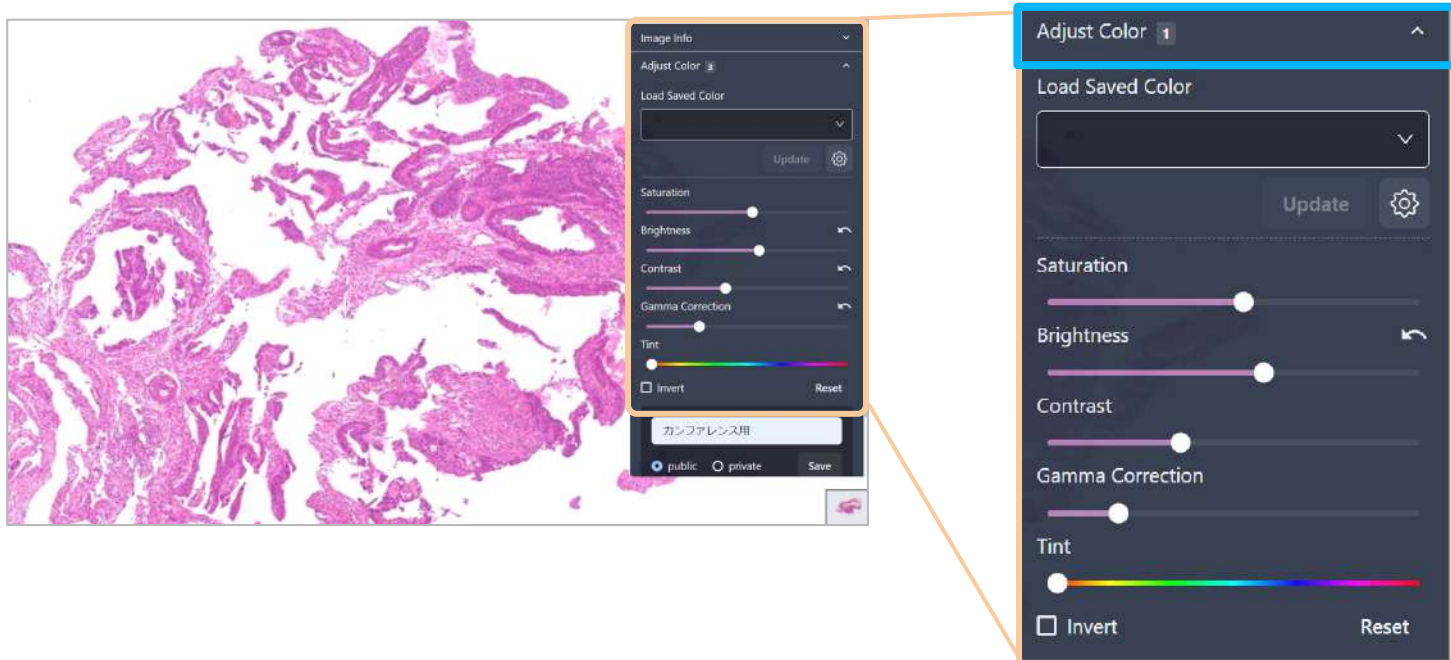 Image Info
Adjust Color 3
Load Saved Color
Update
Saturation
Brightness
Contrast
Gamma Correction
Tint
Invert Reset
カンファレンス用
public private Save
Adjust Color 1
Load Saved Color
Update
Saturation
Brightness
Contrast
Gamma Correction
Tint
Invert Reset